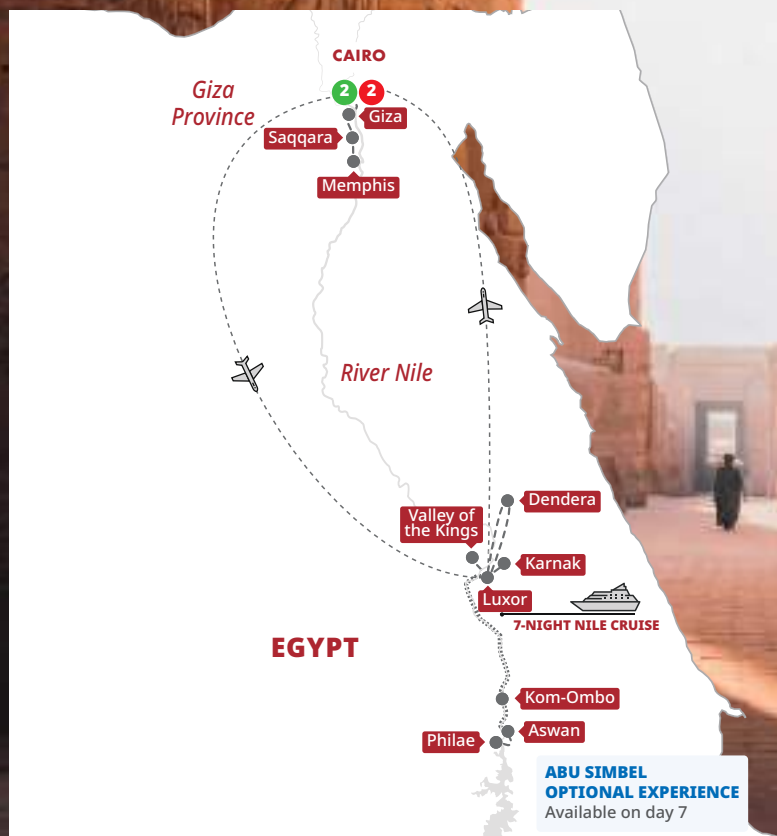 CAIRO
2 2
Giza
Province
Giza
Saqqara
Memphis
River Nile
Dendera
Valley of
the Kings
Karnak
Luxor
7-NIGHT NILE CRUISE
EGYPT
Kom-Ombo
Aswan
Philae
ABU SIMBEL
OPTIONAL EXPERIENCE
Available on day 7